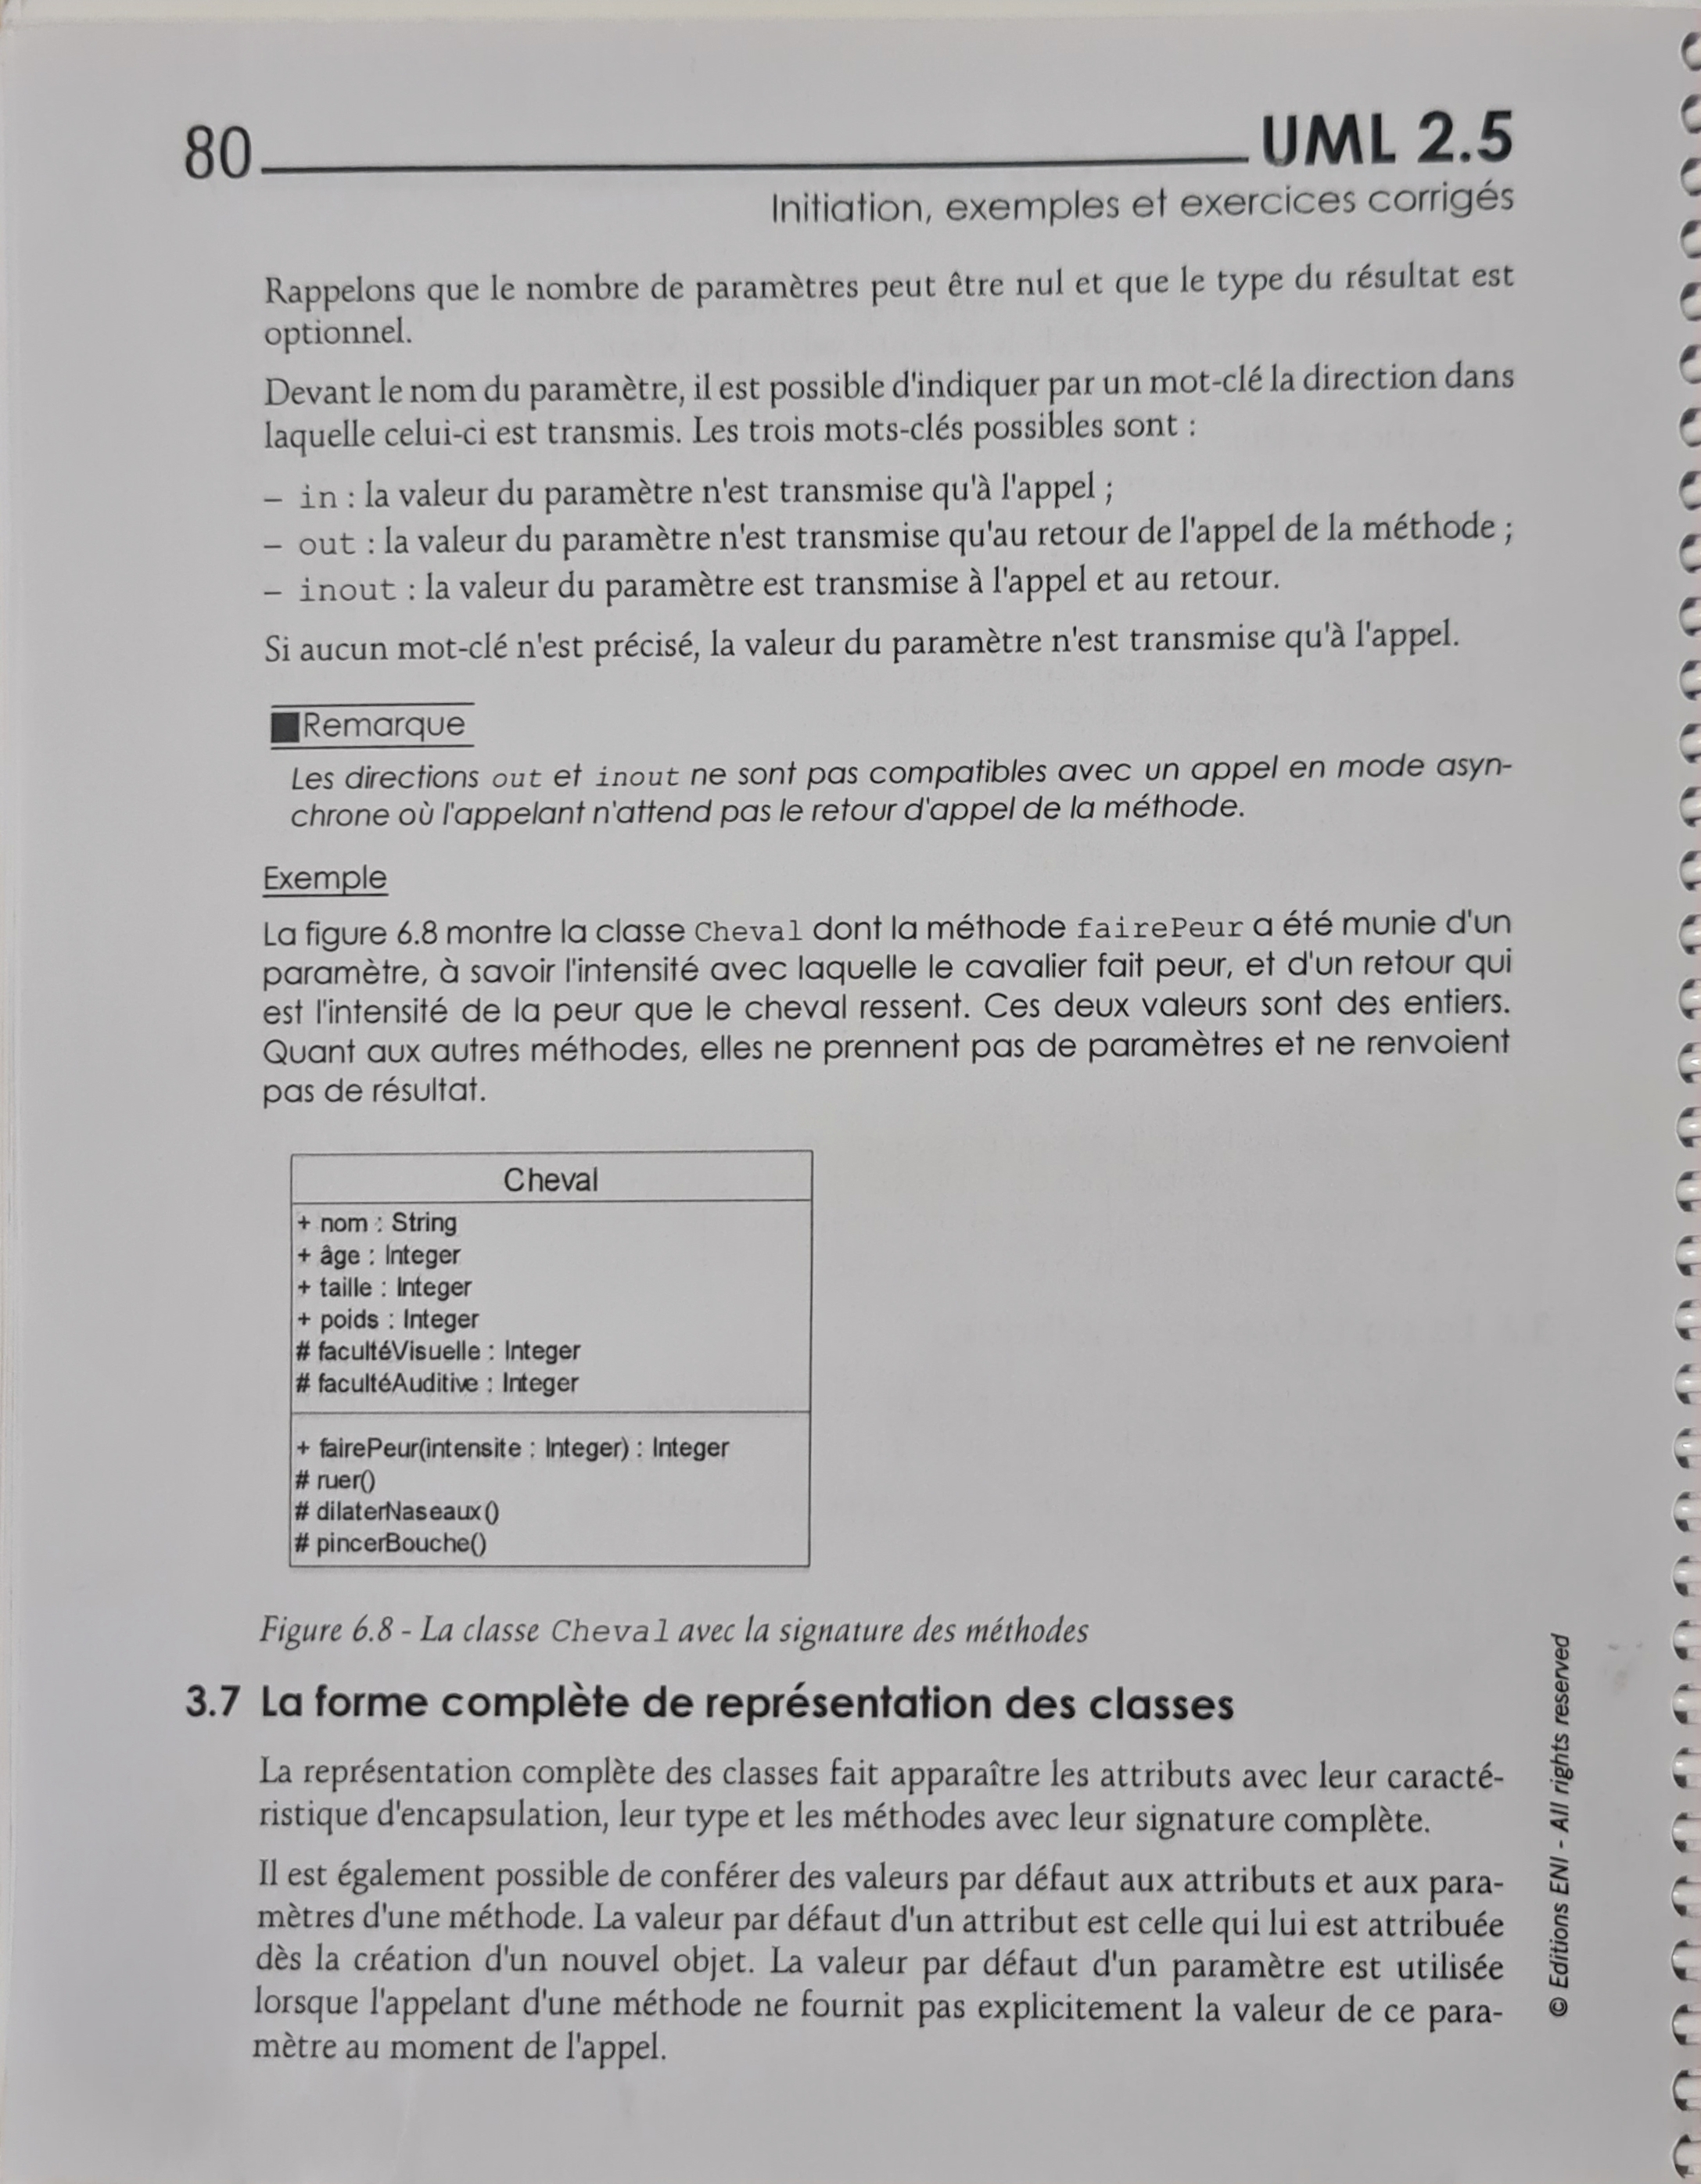 80 UML 2.5
Initiation, exemples et exercices corrigés
Rappelons que le nombre de paramètres peut être nul et que le type du résultat est
optionnel.
Devant le nom du paramètre, il est possible d'indiquer par un mot-clé la direction dans
laquelle celui-ci est transmis. Les trois mots-clés possibles sont :
– in : la valeur du paramètre n'est transmise qu'à l'appel ;
– out : la valeur du paramètre n'est transmise qu'au retour de l'appel de la méthode ;
– inout : la valeur du paramètre est transmise à l'appel et au retour.
Si aucun mot-clé n'est précisé, la valeur du paramètre n'est transmise qu'à l'appel.
Remarque
Les directions out et inout ne sont pas compatibles avec un appel en mode asyn-
chrone où l'appelant n'attend pas le retour d'appel de la méthode.
Exemple
La figure 6.8 montre la classe Cheval dont la méthode fairePeur a été munie d'un
paramètre, à savoir l'intensité avec laquelle le cavalier fait peur, et d'un retour qui
est l'intensité de la peur que le cheval ressent. Ces deux valeurs sont des entiers.
Quant aux autres méthodes, elles ne prennent pas de paramètres et ne renvoient
pas de résultat.
Cheval
+ nom : String
+ âge : Integer
+ taille : Integer
+ poids : Integer
# facultéVisuelle : Integer
# facultéAuditive : Integer
+ fairePeur(intensite : Integer) : Integer
# ruer()
# dilaterNaseaux()
# pincerBouche()
Figure 6.8 - La classe Cheval avec la signature des méthodes
3.7 La forme complète de représentation des classes
La représentation complète des classes fait apparaître les attributs avec leur caracté-
ristique d'encapsulation, leur type et les méthodes avec leur signature complète.
Il est également possible de conférer des valeurs par défaut aux attributs et aux para-
mètres d'une méthode. La valeur par défaut d'un attribut est celle qui lui est attribuée
dès la création d'un nouvel objet. La valeur par défaut d'un paramètre est utilisée
lorsque l'appelant d'une méthode ne fournit pas explicitement la valeur de ce para-
mètre au moment de l'appel.
© Editions ENI - All rights reserved